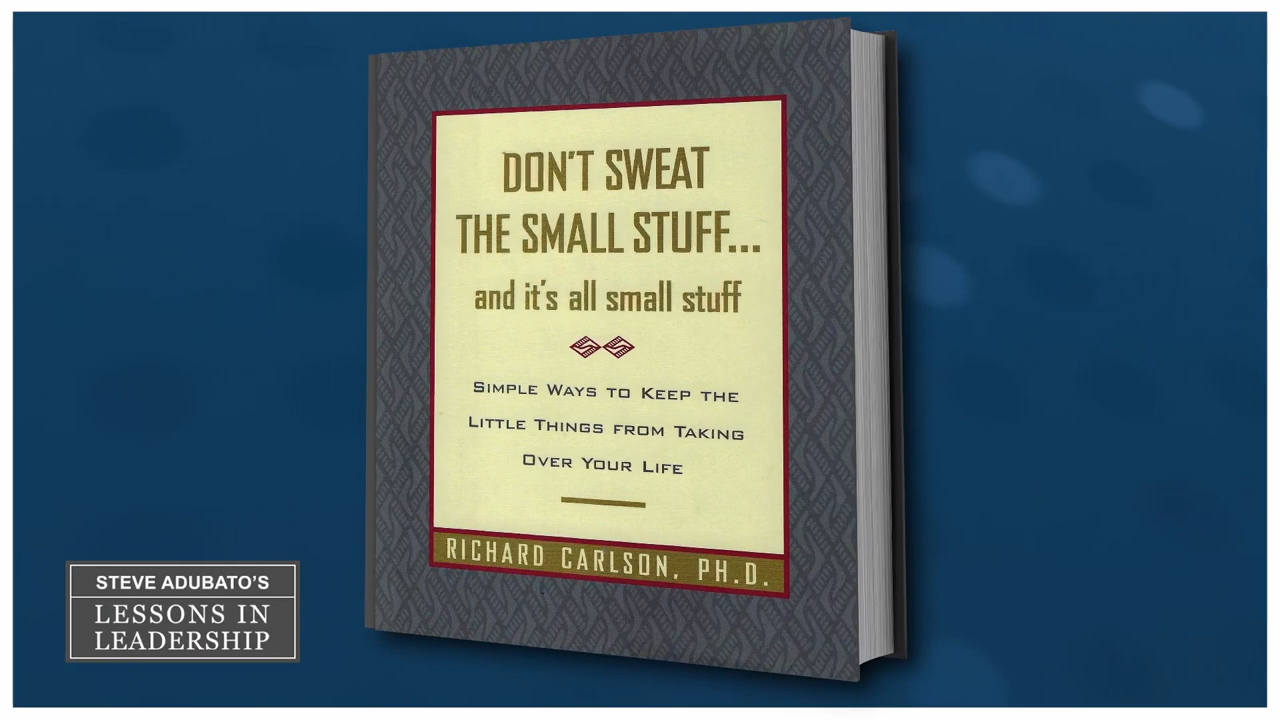 DON'T SWEAT
THE SMALL STUFF...
and it's all small stuff
SIMPLE WAYS TO KEEP THE
LITTLE THINGS FROM TAKING
OVER YOUR LIFE
RICHARD CARLSON, PH.D.
STEVE ADUBATO'S
LESSONS IN
LEADERSHIP